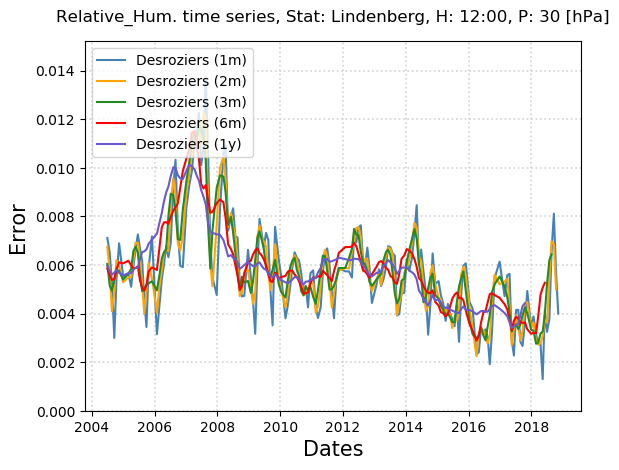 Relative_Hum. time series, Stat: Lindenberg, H: 12:00, P: 30 [hPa]
Error
0.014
0.012
0.010
0.008
0.006
0.004
0.002
0.000
Desroziers (1m)
Desroziers (2m)
Desroziers (3m)
Desroziers (6m)
Desroziers (1y)
2004 2006 2008 2010 2012 2014 2016 2018
Dates